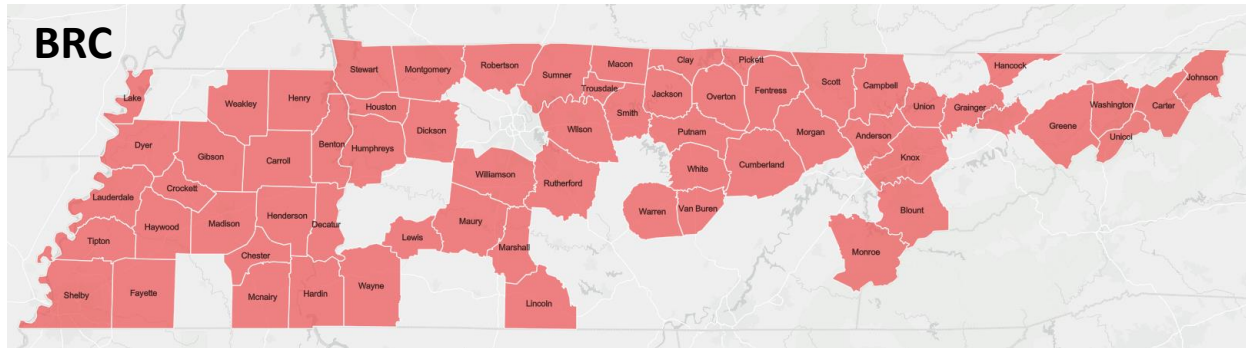 BRC
Lake
Weakley
Henry
Stewart
Montgomery
Robertson
Sumner
Macon
Trousdale
Clay
Pickett
Scott
Campbell
Hancock
Johnson
Houston
Dickson
Smith
Jackson
Overton
Fentress
Union
Grainger
Washington
Carter
Greene
Unicoi
Dyer
Gibson
Carroll
Benton
Humphreys
Wilson
Putnam
Morgan
Anderson
Knox
Lauderdale
Crockett
Williamson
Rutherford
White
Cumberland
Tipton
Haywood
Madison
Henderson
Decatur
Lewis
Maury
Marshall
Warren
Van Buren
Blount
Monroe
Chester
Shelby
Fayette
Mcnairy
Hardin
Wayne
Lincoln